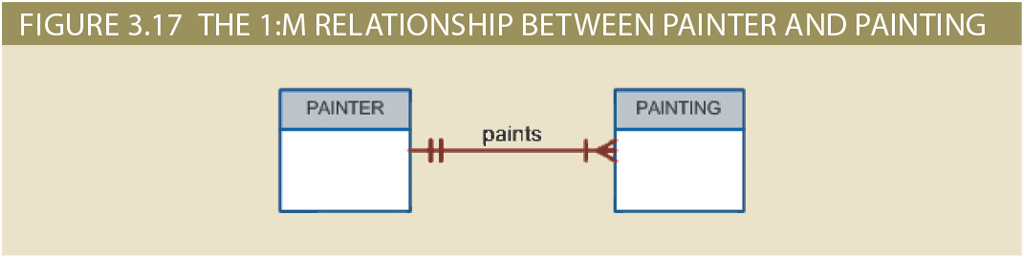 FIGURE 3.17 THE 1:M RELATIONSHIP BETWEEN PAINTER AND PAINTING
PAINTER
paints
PAINTING